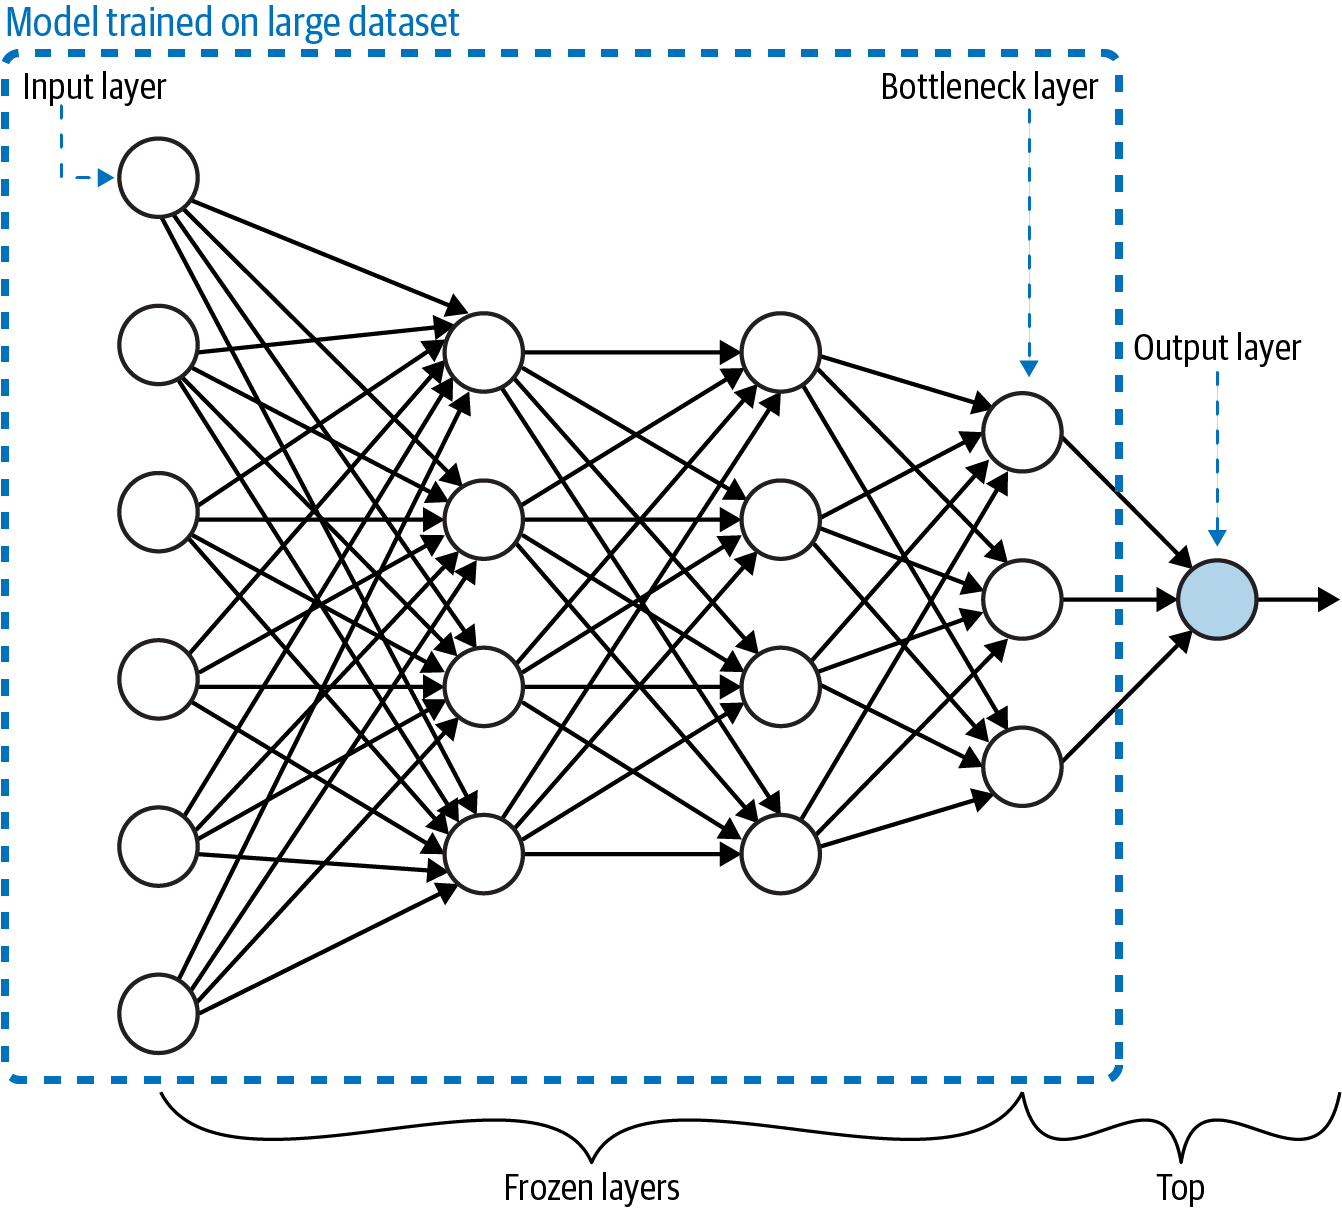 Model trained on large dataset
Input layer
Bottleneck layer
Output layer
Frozen layers
Top